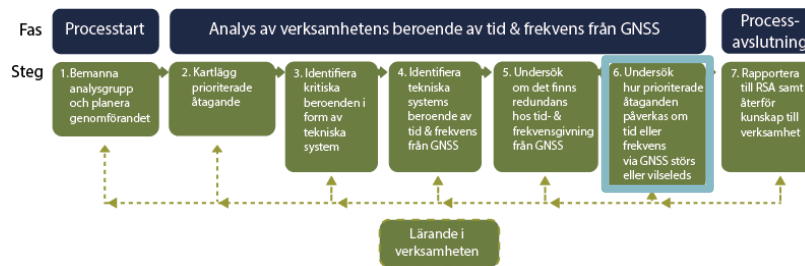 Fas
Processtart
Analys av verksamhetens beroende av tid & frekvens från GNSS
Process-
avslutning
Steg
1. Bemanna
analysgrupp
och planera
genomförandet
2. Kartlägg
prioriterade
åtagande
3. Identifiera
kritiska
beroenden i
form av
tekniska
system
4. Identifiera
tekniska
systems
beroende av
tid & frekvens
från GNSS
5. Undersök
om det finns
redundans
hos tid- &
frekvensgivning
från GNSS
6. Undersök
hur prioriterade
åtaganden
påverkas om
tid eller
frekvens
via GNSS störs
eller vilseleds
7. Rapportera
till RSA samt
återför
kunskap till
verksamhet
Lärande i
verksamheten